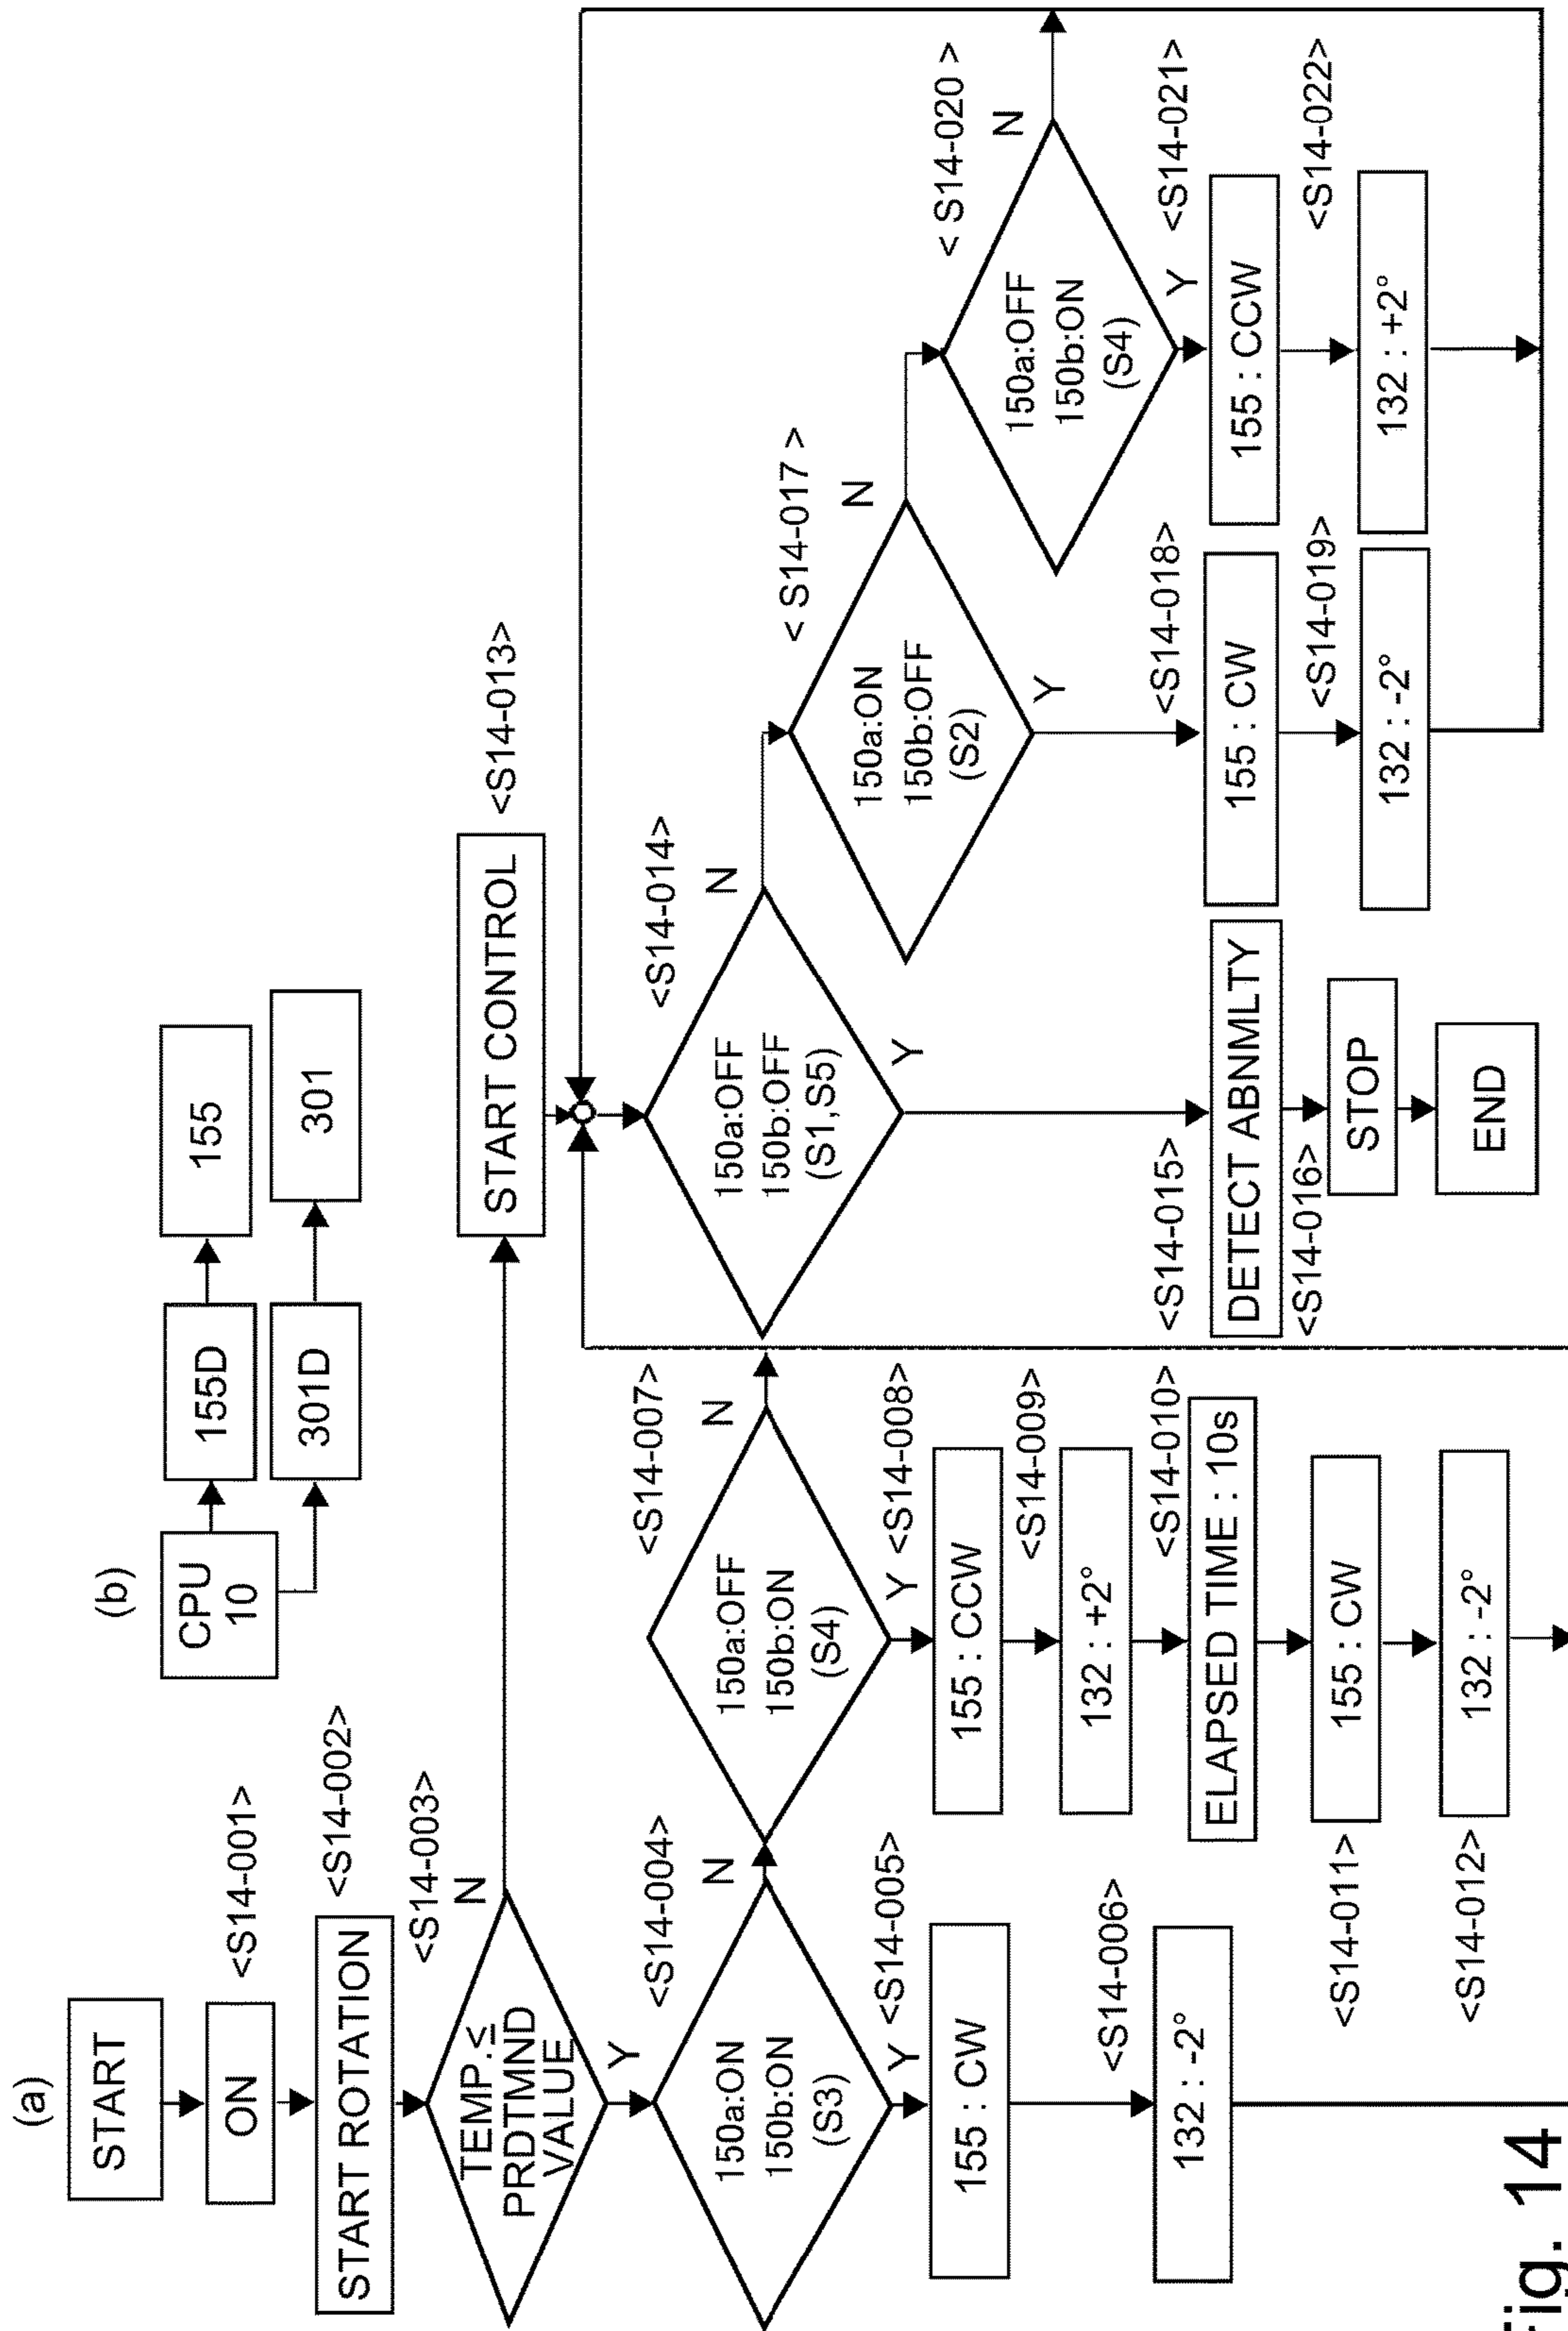 (a)
START
ON
<S14-001>
START ROTATION
<S14-002>
TEMP.≤
PRDTMND
VALUE
<S14-003>
N
Y
150a:ON
150b:ON
(S3)
<S14-004>
N
Y
<S14-005>
155 : CW
<S14-006>
132 : -2°
150a:OFF
150b:ON
(S4)
<S14-007>
N
Y
<S14-008>
155 : CCW
<S14-009>
132 : +2°
<S14-010>
ELAPSED TIME : 10s
<S14-011>
155 : CW
<S14-012>
132 : -2°
(b)
CPU
10
155D
155
301D
301
START CONTROL
<S14-013>
150a:OFF
150b:OFF
(S1,S5)
<S14-014>
N
Y
<S14-015>
DETECT ABNMLTY
<S14-016>
STOP
END
150a:ON
150b:OFF
(S2)
< S14-017 >
N
Y
<S14-018>
155 : CW
<S14-019>
132 : -2°
150a:OFF
150b:ON
(S4)
< S14-020 >
N
Y
<S14-021>
155 : CCW
<S14-022>
132 : +2°
Fig. 14